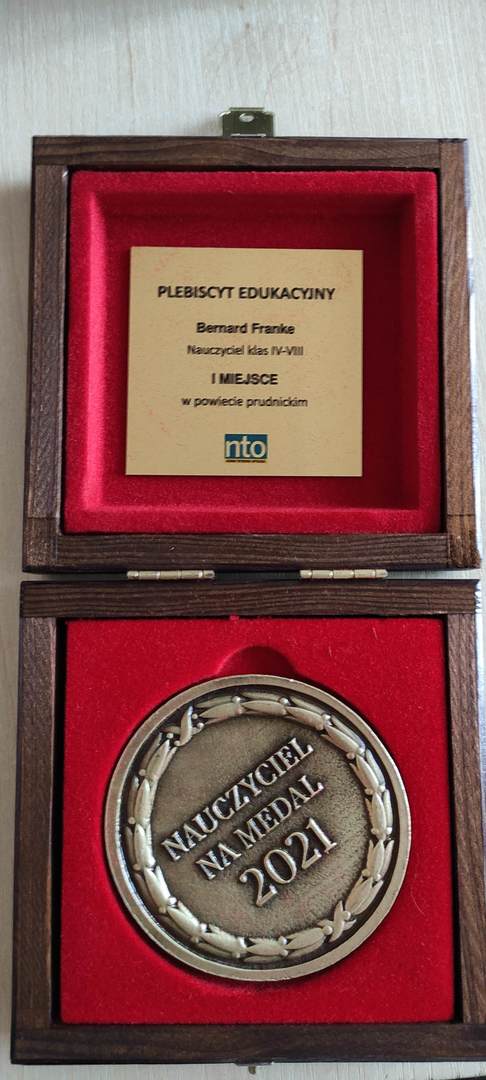 PLEBISCYT EDUKACYJNY
Bernard Franke
Nauczyciel klas IV-VIII
I MIEJSCE
w powiecie prudnickim
nto
NAUCZYCIEL
NA MEDAL
2021